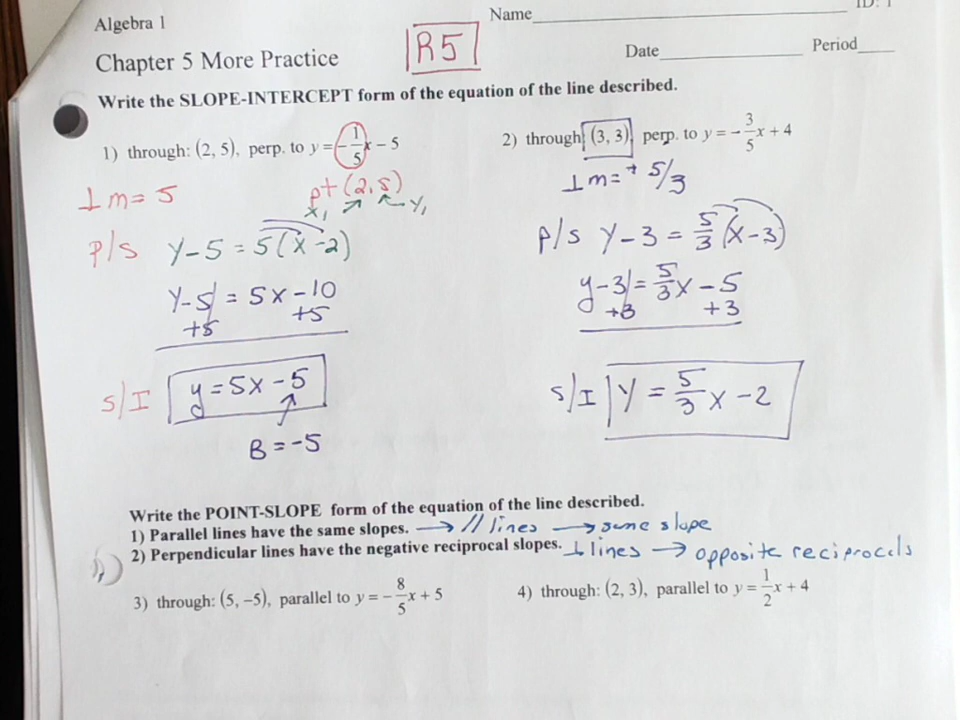 Algebra 1
Name
ID: 1
Chapter 5 More Practice
R5
Date
Period
Write the SLOPE-INTERCEPT form of the equation of the line described.
1) through: (2, 5), perp. to y = -1/5 x - 5
2) through: (3, 3), perp. to y = -3/5 x + 4
⊥ m = 5
pt (2,5)
x₁ y₁
⊥ m = + 5/3
P/S y - 5 = 5(x - 2)
P/S y - 3 = 5/3 (x - 3)
y - 5 = 5x - 10
y - 3 = 5/3 x - 5
+5 +5
+3 +3
S/I y = 5x - 5
S/I y = 5/3 x - 2
B = -5
Write the POINT-SLOPE form of the equation of the line described.
1) Parallel lines have the same slopes. → // lines → same slope
2) Perpendicular lines have the negative reciprocal slopes. ⊥ lines → opposite reciprocals
3) through: (5, -5), parallel to y = -8/5 x + 5
4) through: (2, 3), parallel to y = 1/2 x + 4